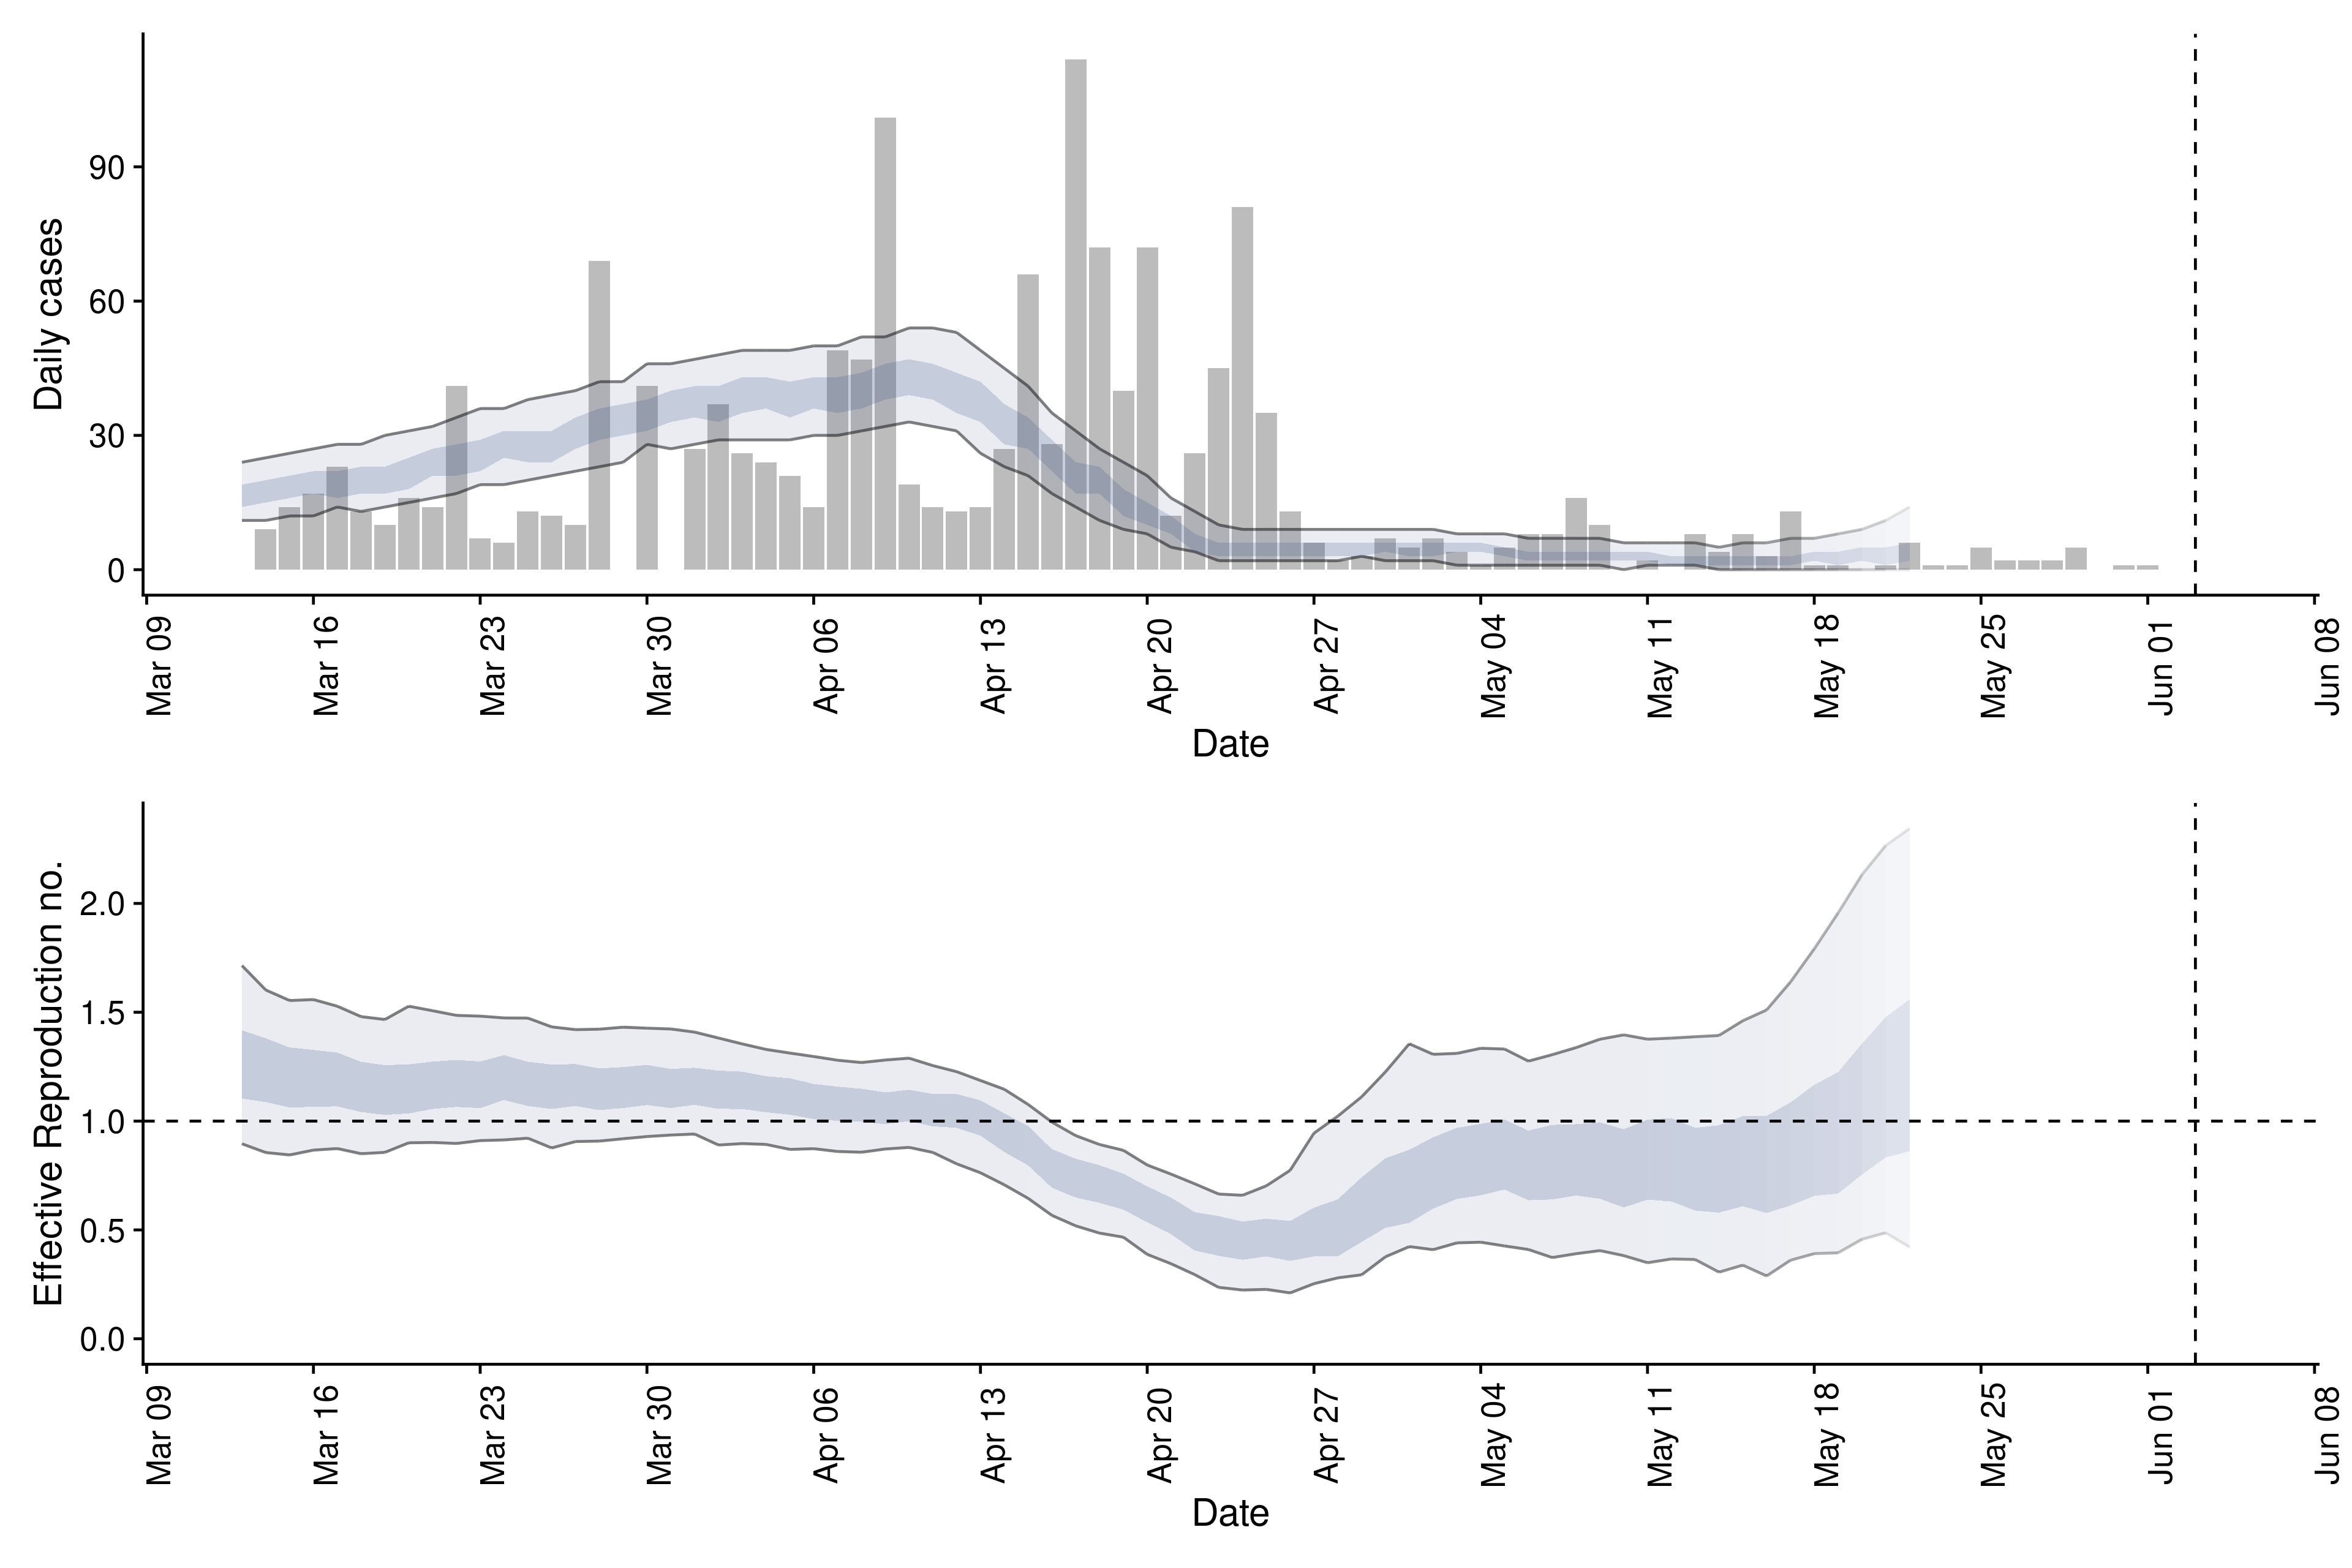 Daily cases
90
60
30
0
Mar 09
Mar 16
Mar 23
Mar 30
Apr 06
Apr 13
Apr 20
Apr 27
May 04
May 11
May 18
May 25
Jun 01
Jun 08
Date
Effective Reproduction no.
2.0
1.5
1.0
0.5
0.0
Mar 09
Mar 16
Mar 23
Mar 30
Apr 06
Apr 13
Apr 20
Apr 27
May 04
May 11
May 18
May 25
Jun 01
Jun 08
Date